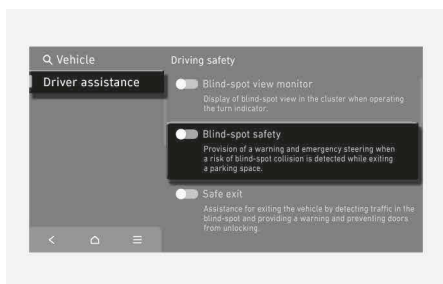 Vehicle
Driver assistance
Driving safety
Blind-spot view monitor
Display of blind-spot view in the cluster when operating
the turn indicator.
Blind-spot safety
Provision of a warning and emergency steering when
a risk of blind-spot collision is detected while exiting
a parking space.
Safe exit
Assistance for exiting the vehicle by detecting traffic in the
blind-spot and providing a warning and preventing doors
from unlocking.